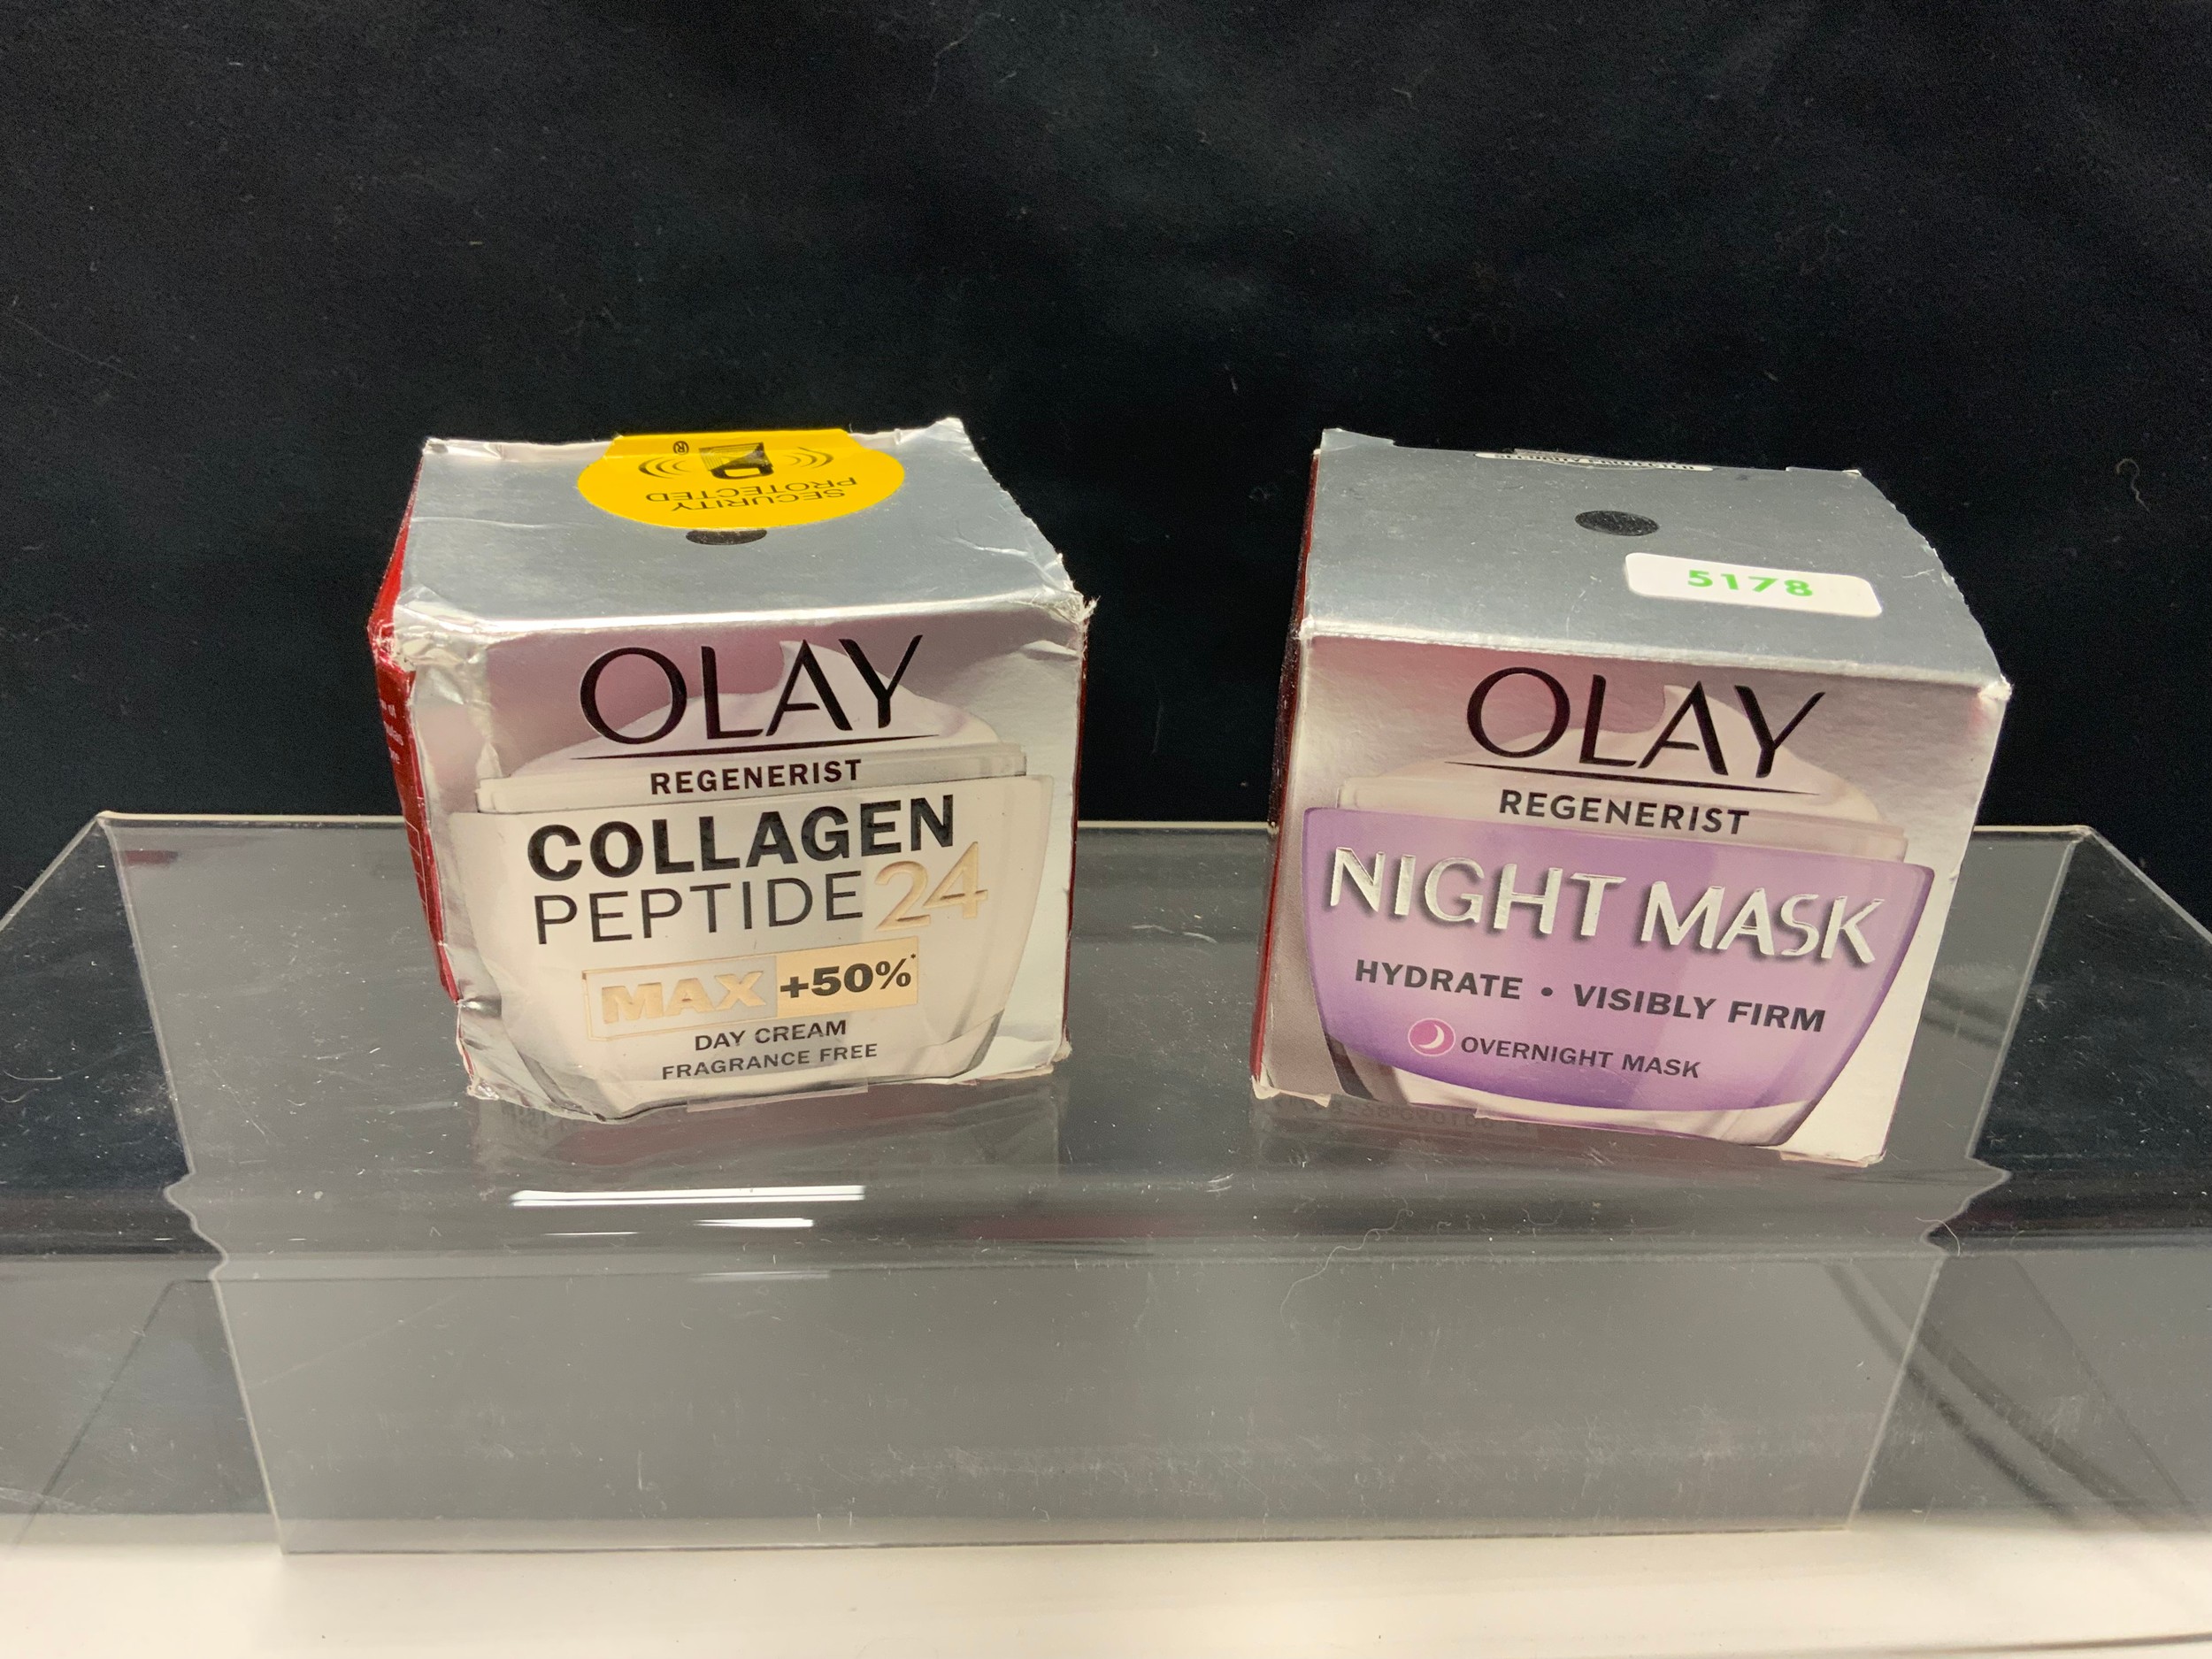 SECURITY
PROTECTED
®
OLAY
REGENERIST
COLLAGEN
PEPTIDE24
MAX +50%*
DAY CREAM
FRAGRANCE FREE
5178
OLAY
REGENERIST
NIGHT MASK
HYDRATE • VISIBLY FIRM
OVERNIGHT MASK